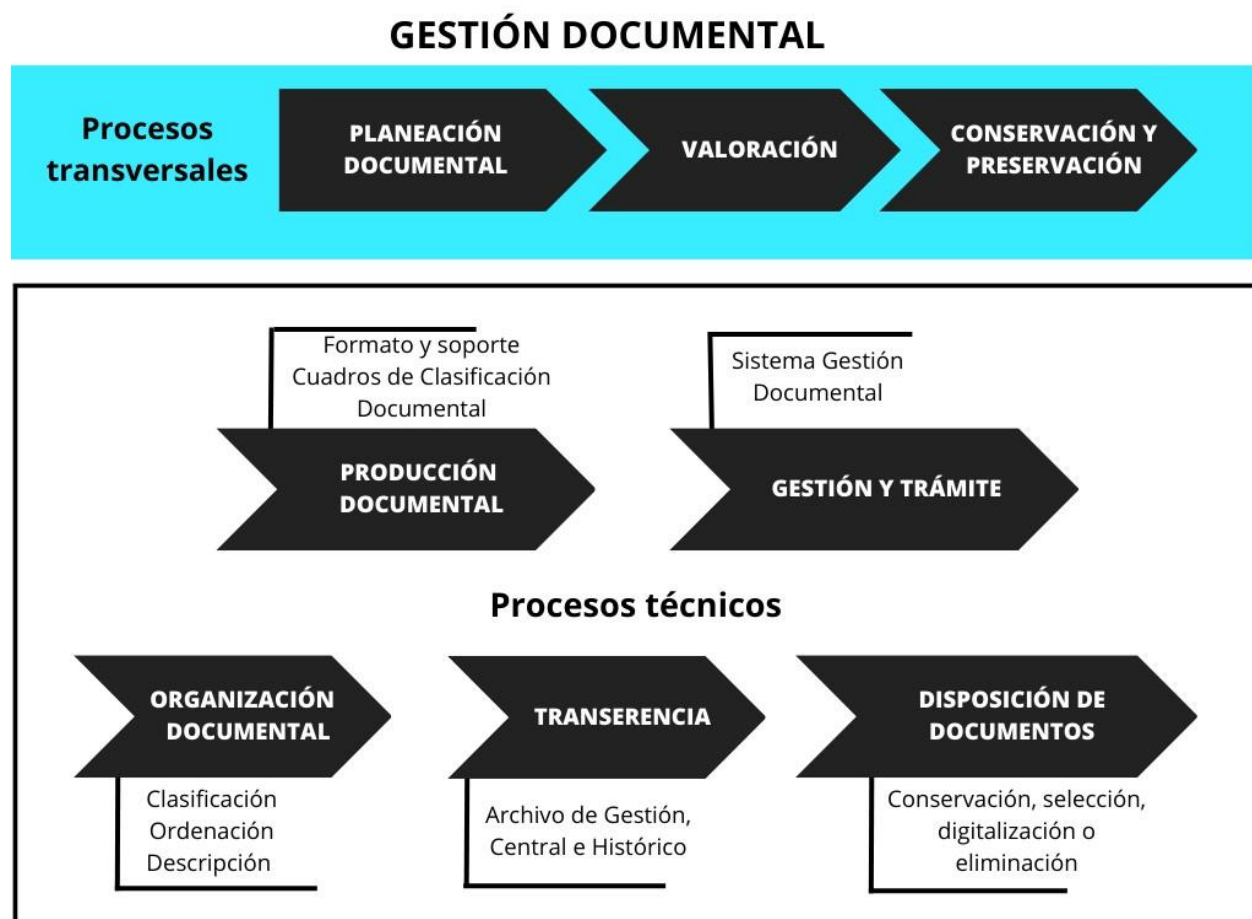 GESTIÓN DOCUMENTAL
Procesos
transversales
PLANEACIÓN
DOCUMENTAL
VALORACIÓN
CONSERVACIÓN Y
PRESERVACIÓN
Formato y soporte
Cuadros de Clasificación
Documental
PRODUCCIÓN
DOCUMENTAL
Sistema Gestión
Documental
GESTIÓN Y TRÁMITE
Procesos técnicos
ORGANIZACIÓN
DOCUMENTAL
Clasificación
Ordenación
Descripción
TRANSERENCIA
Archivo de Gestión,
Central e Histórico
DISPOSICIÓN DE
DOCUMENTOS
Conservación, selección,
digitalización o
eliminación